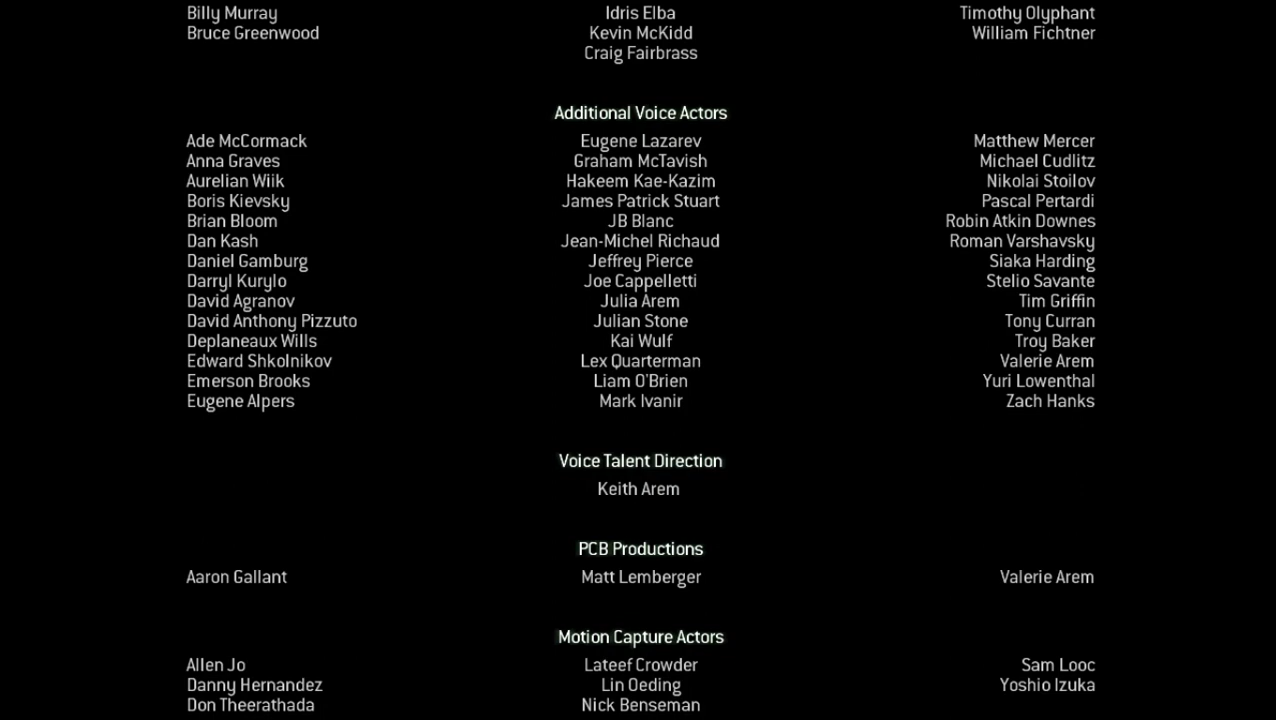 Billy Murray Idris Elba Timothy Olyphant
Bruce Greenwood Kevin McKidd William Fichtner
Craig Fairbrass
Additional Voice Actors
Ade McCormack Eugene Lazarev Matthew Mercer
Anna Graves Graham McTavish Michael Cudlitz
Aurelian Wiik Hakeem Kae-Kazim Nikolai Stoilov
Boris Kievsky James Patrick Stuart Pascal Pertardi
Brian Bloom JB Blanc Robin Atkin Downes
Dan Kash Jean-Michel Richaud Roman Varshavsky
Daniel Gamburg Jeffrey Pierce Siaka Harding
Darryl Kurylo Joe Cappelletti Stelio Savante
David Agranov Julia Arem Tim Griffin
David Anthony Pizzuto Julian Stone Tony Curran
Deplaneaux Wills Kai Wulf Troy Baker
Edward Shkolnikov Lex Quarterman Valerie Arem
Emerson Brooks Liam O'Brien Yuri Lowenthal
Eugene Alpers Mark Ivanir Zach Hanks
Voice Talent Direction
Keith Arem
PCB Productions
Aaron Gallant Matt Lemberger Valerie Arem
Motion Capture Actors
Allen Jo Lateef Crowder Sam Looc
Danny Hernandez Lin Oeding Yoshio Izuka
Don Theerathada Nick Benseman